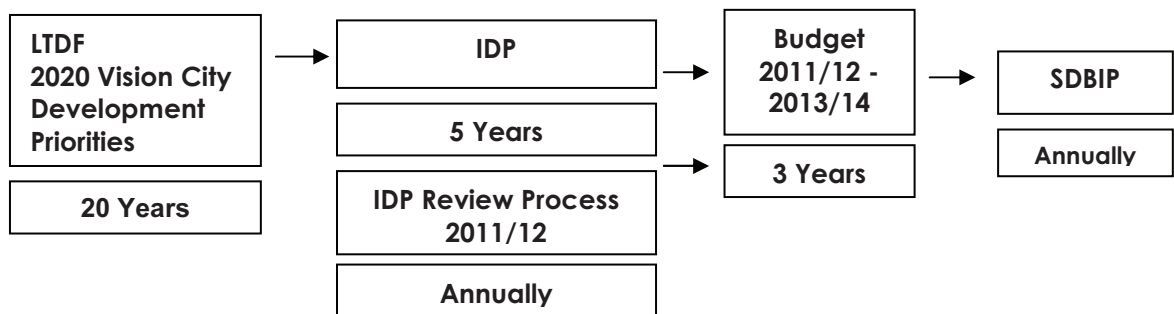 LTDF
2020 Vision City
Development
Priorities
20 Years
IDP
5 Years
IDP Review Process
2011/12
Annually
Budget
2011/12 -
2013/14
3 Years
SDBIP
Annually